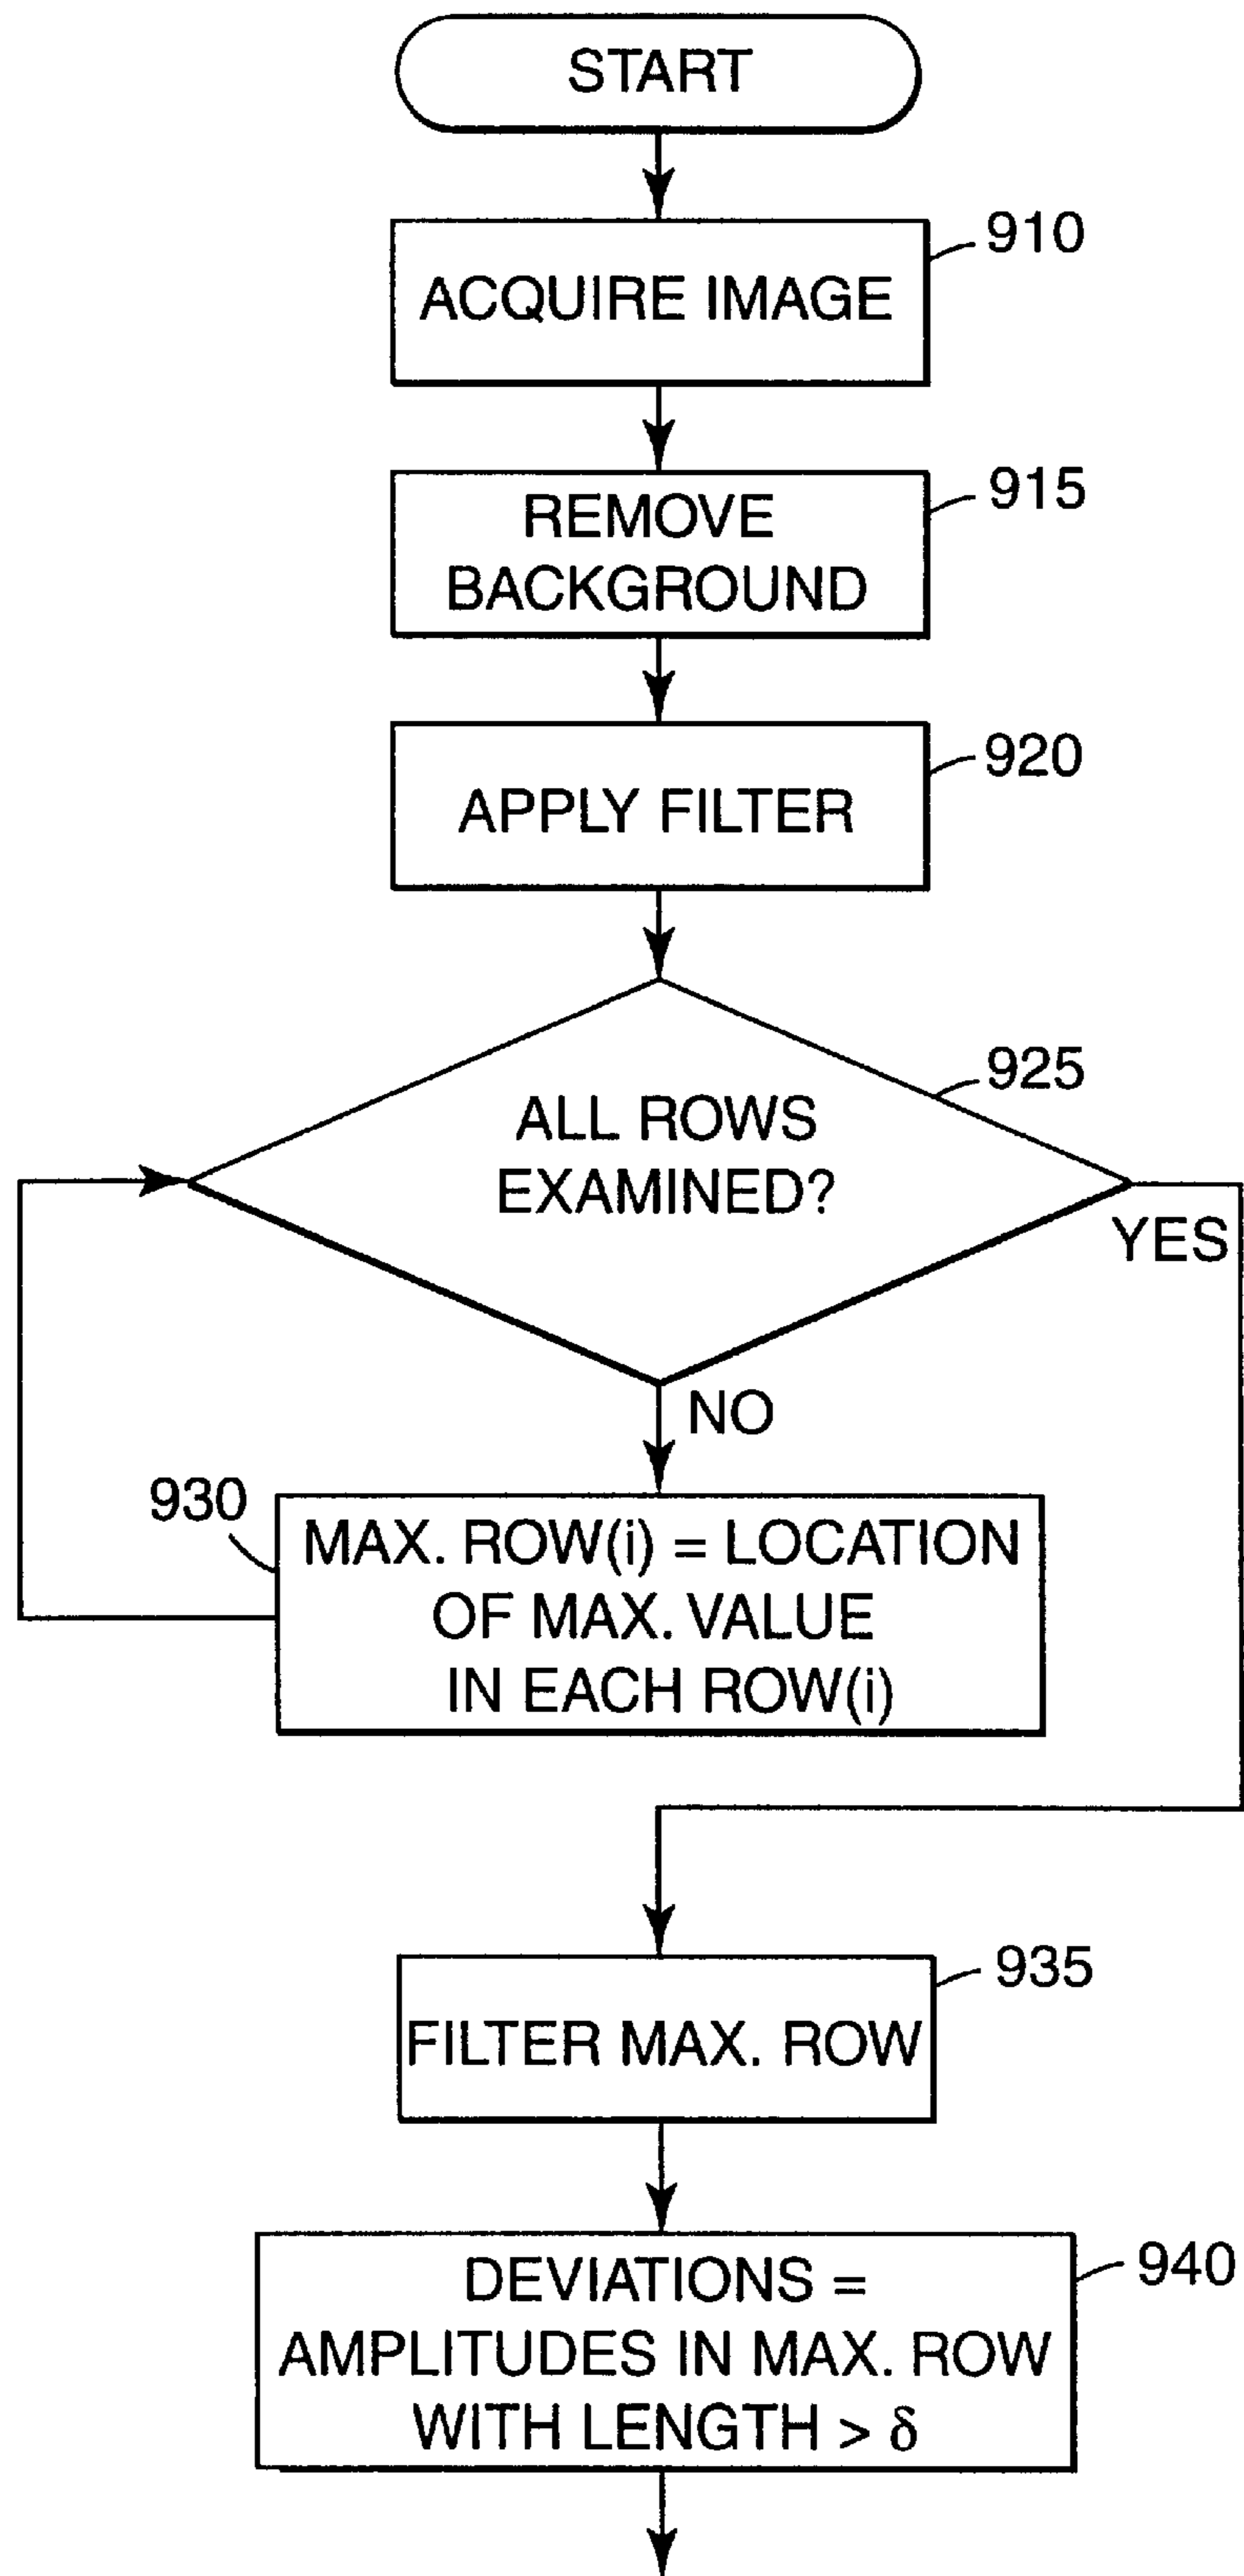 START
910
ACQUIRE IMAGE
915
REMOVE
BACKGROUND
920
APPLY FILTER
925
ALL ROWS
EXAMINED?
YES
NO
930
MAX. ROW(i) = LOCATION
OF MAX. VALUE
IN EACH ROW(i)
935
FILTER MAX. ROW
940
DEVIATIONS =
AMPLITUDES IN MAX. ROW
WITH LENGTH > δ